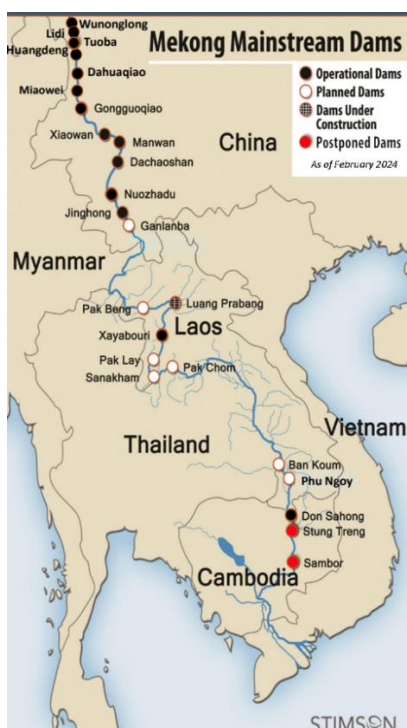 Mekong Mainstream Dams
Operational Dams
Planned Dams
Dams Under
Construction
Postponed Dams
As of February 2024
Wunonglong
Lidi
Tuoba
Huangdeng
Dahuaqiao
Miaowei
Gongguoqiao
Xiaowan
Manwan
China
Dachaoshan
Nuozhadu
Jinghong
Ganlanba
Myanmar
Pak Beng
Luang Prabang
Laos
Xayabouri
Pak Lay
Pak Chom
Sanakham
Vietnam
Thailand
Ban Koum
Phu Ngoy
Don Sahong
Stung Treng
Sambor
Cambodia
STIMSON